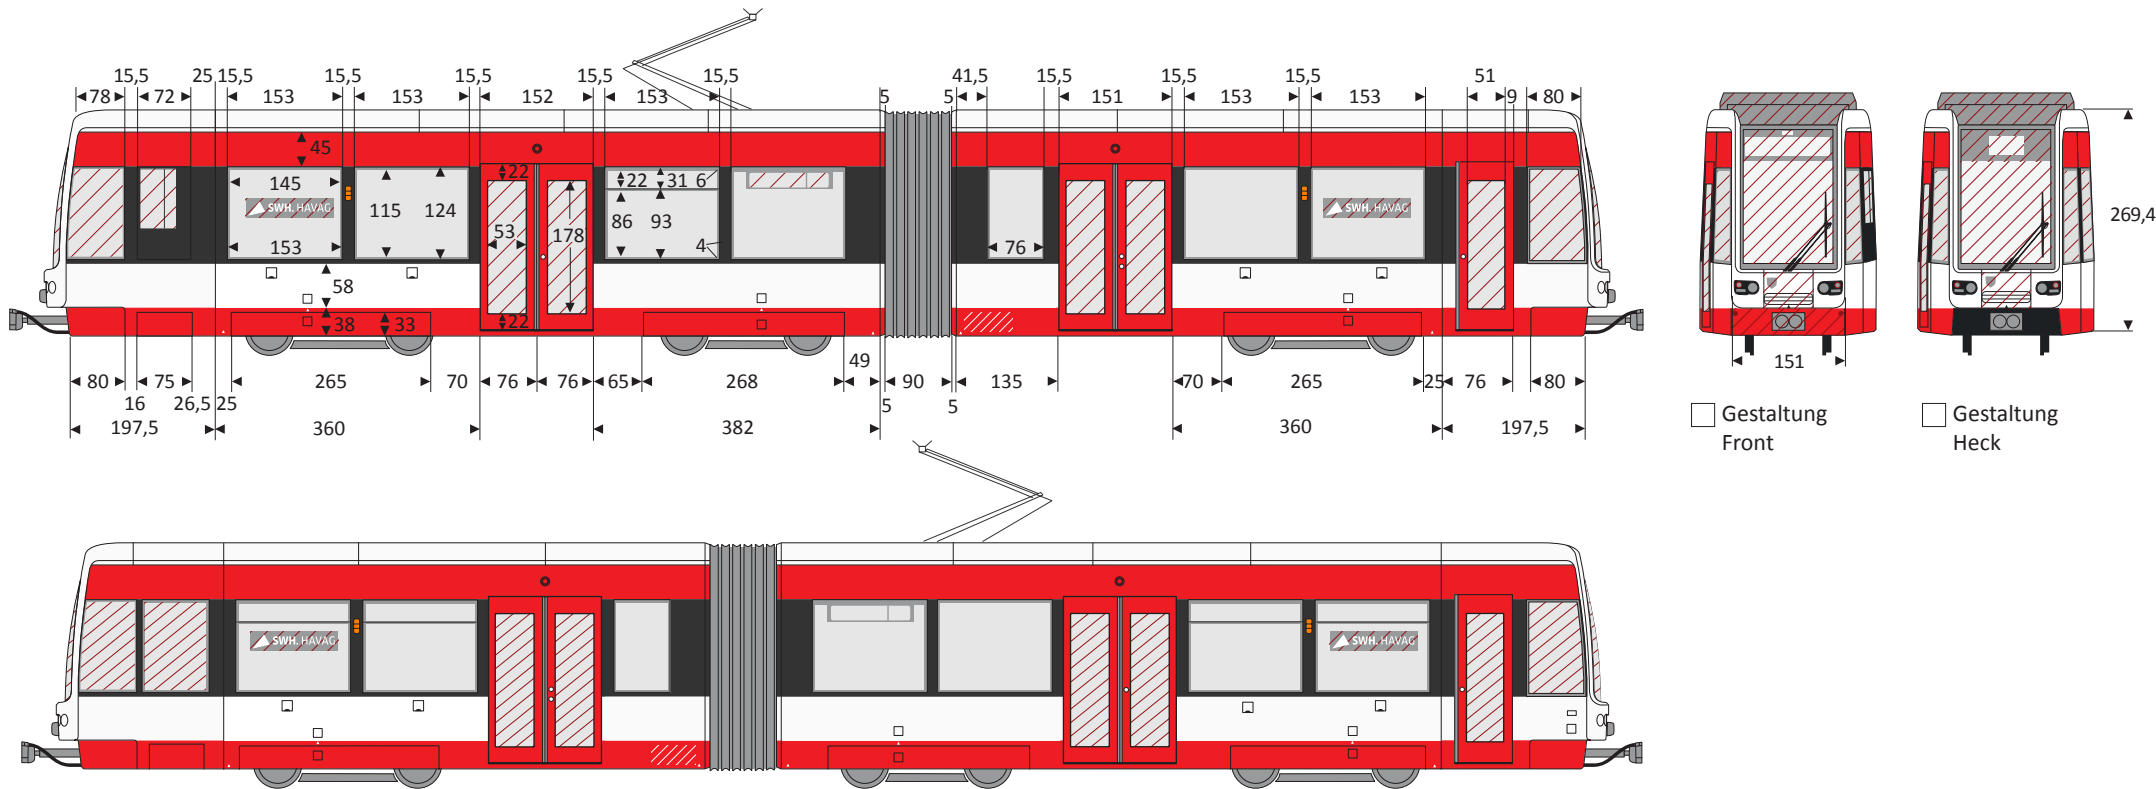 15,5 25 15,5 15,5 15,5 15,5 15,5 41,5 15,5 15,5 15,5 51
78 72 153 153 152 153 5 5 151 153 153 9 80
45
22
145 22 31 6
SWH. HAVAG
SWH. HAVAG
115 124 86 93
53 178
153 4 76
58
38 33 22
269,4
49
151
80 75 265 70 76 76 65 268 90 135 70 265 25 76 80
16 26,5 25 5 5
197,5 360 382 360 197,5
Gestaltung
Front
Gestaltung
Heck
SWH. HAVAG
SWH. HAVAG